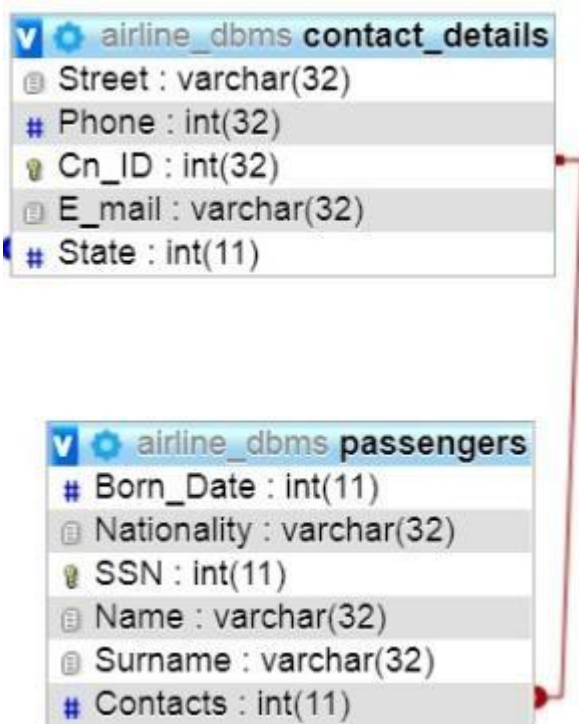 V airline_dbms contact_details
Street : varchar(32)
# Phone : int(32)
Cn_ID : int(32)
E_mail : varchar(32)
# State : int(11)
V airline_dbms passengers
# Born_Date : int(11)
Nationality : varchar(32)
SSN : int(11)
Name : varchar(32)
Surname : varchar(32)
# Contacts : int(11)